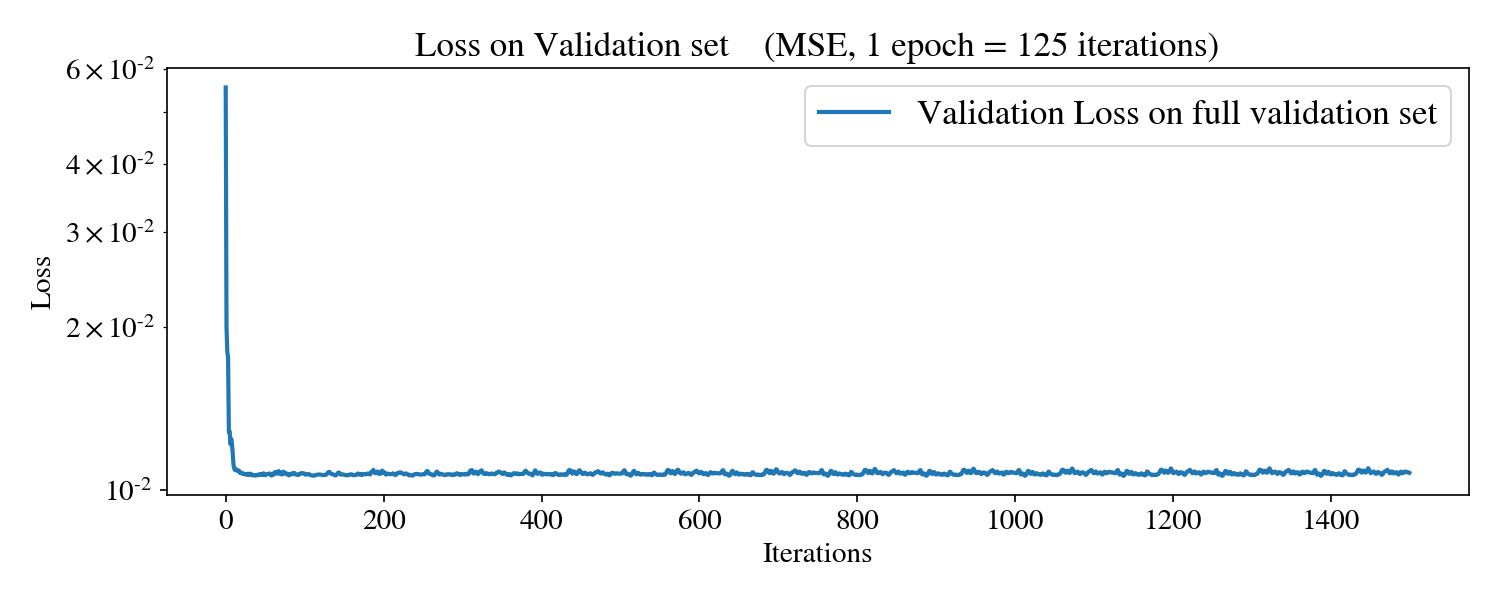 Loss on Validation set (MSE, 1 epoch = 125 iterations)
Validation Loss on full validation set
6 × 10⁻²
4 × 10⁻²
3 × 10⁻²
2 × 10⁻²
10⁻²
Loss
0 200 400 600 800 1000 1200 1400
Iterations